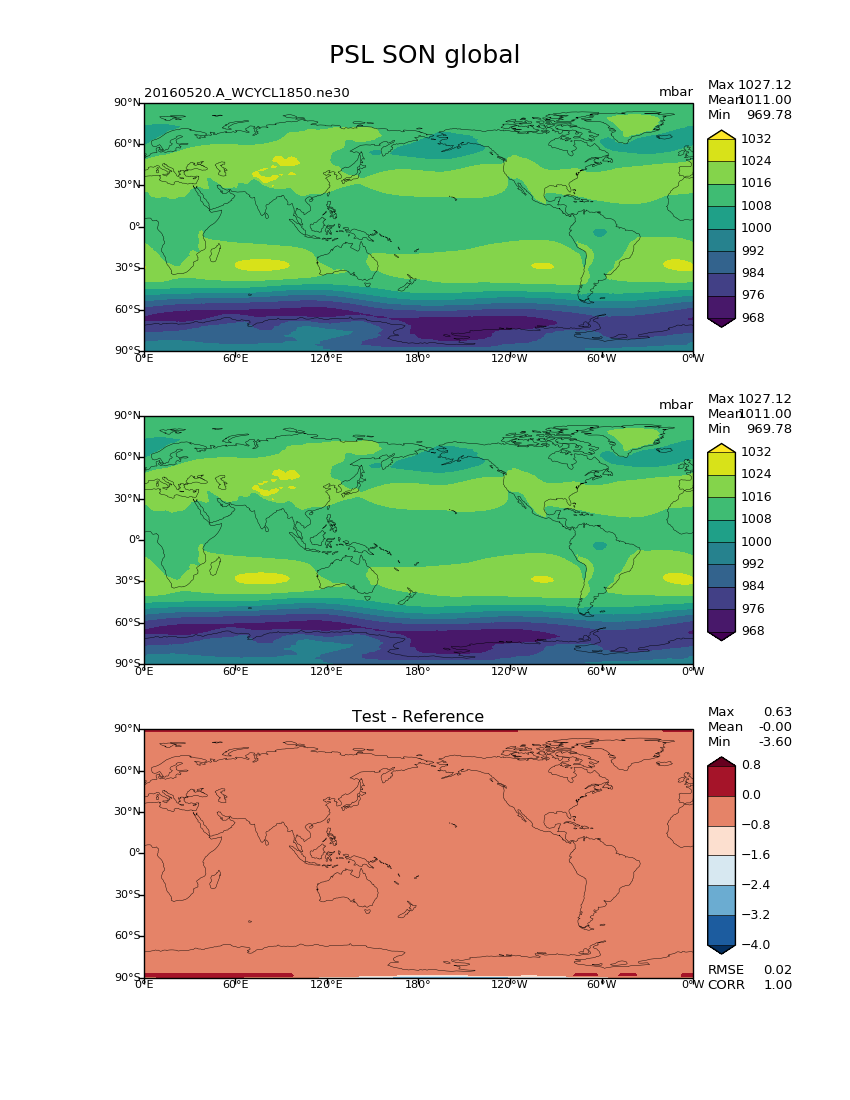 PSL SON global
20160520.A_WCYCL1850.ne30
mbar
Max 1027.12
Mean 1011.00
Min 969.78
90°N
60°N
30°N
0°
30°S
60°S
90°S
0°E 60°E 120°E 180° 120°W 60°W 0°W
1032
1024
1016
1008
1000
992
984
976
968
mbar
Max 1027.12
Mean 1011.00
Min 969.78
90°N
60°N
30°N
0°
30°S
60°S
90°S
0°E 60°E 120°E 180° 120°W 60°W 0°W
1032
1024
1016
1008
1000
992
984
976
968
Test - Reference
Max 0.63
Mean -0.00
Min -3.60
90°N
60°N
30°N
0°
30°S
60°S
90°S
0°E 60°E 120°E 180° 120°W 60°W 0°W
0.8
0.0
−0.8
−1.6
−2.4
−3.2
−4.0
RMSE 0.02
CORR 1.00